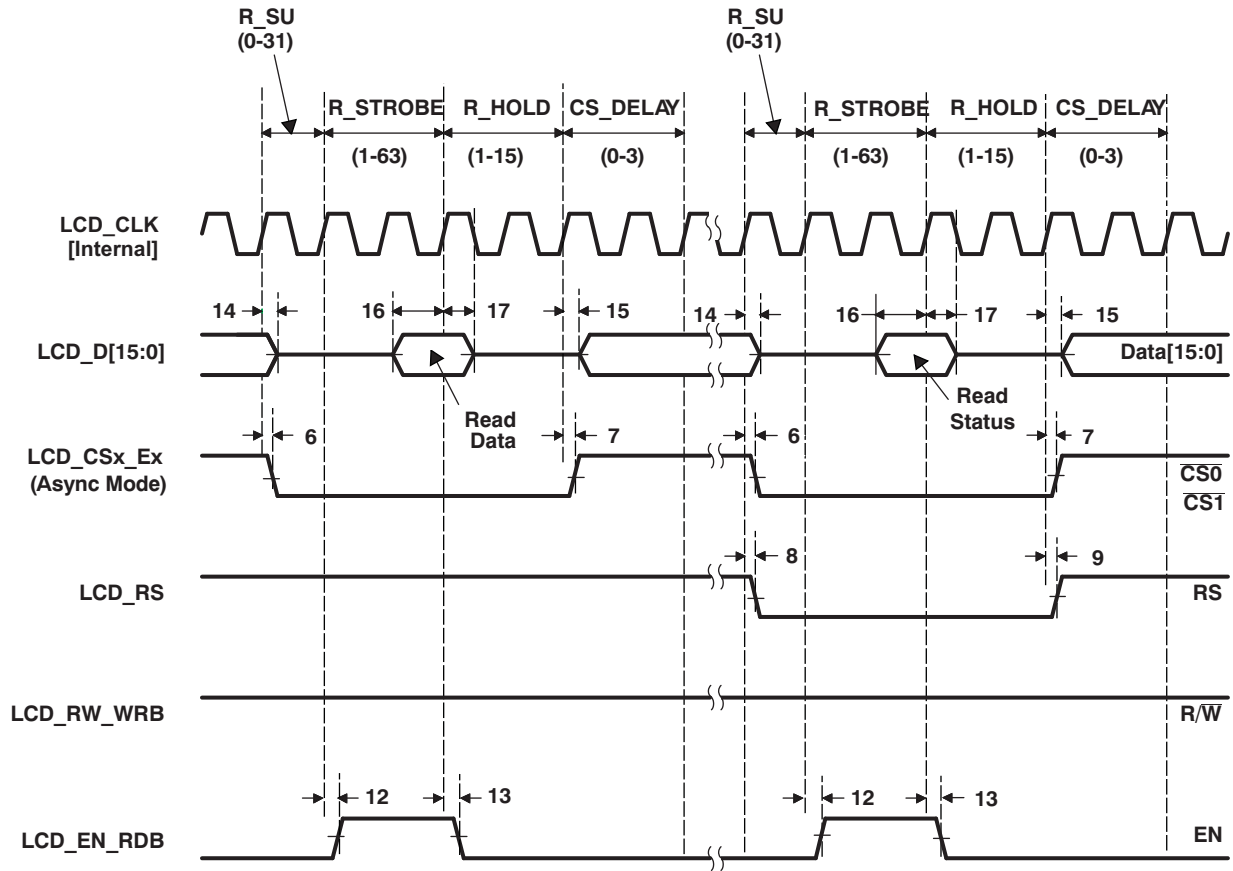 R_SU
(0-31)
R_SU
(0-31)
R_STROBE R_HOLD CS_DELAY R_STROBE R_HOLD CS_DELAY
(1-63) (1-15) (0-3) (1-63) (1-15) (0-3)
LCD_CLK
[Internal]
14 16 17 15 14 16 17 15
LCD_D[15:0] Data[15:0]
Read
Data
Read
Status
6 7 6 7
LCD_CSx_Ex
(Async Mode)
CS0
CS1
8 9
LCD_RS RS
LCD_RW_WRB R/W
12 13 12 13
LCD_EN_RDB EN